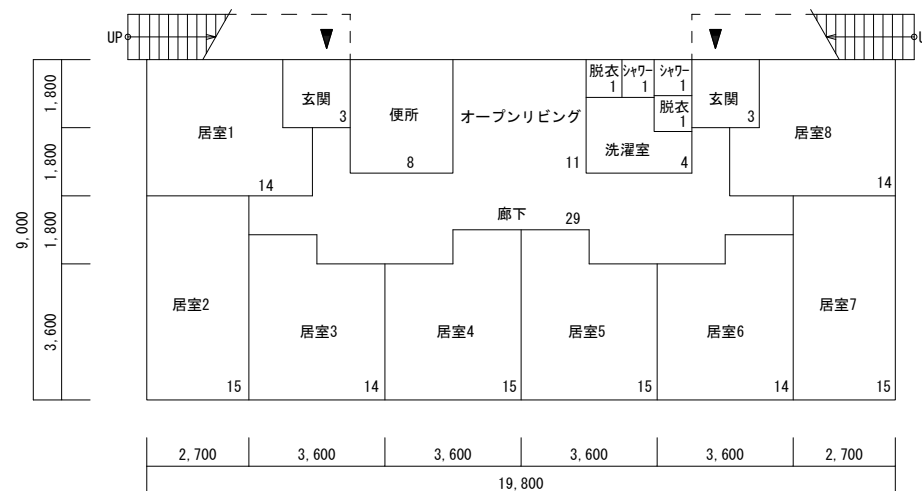 UP
U
脱衣
1
シャワー
1
シャワー
1
脱衣
1
玄関
3
玄関
3
便所
8
オープンリビング
11
洗濯室
4
居室1
14
居室8
14
廊下
29
居室2
15
居室3
14
居室4
15
居室5
15
居室6
14
居室7
15
1,800
1,800
1,800
3,600
9,000
2,700
3,600
3,600
3,600
3,600
2,700
19,800